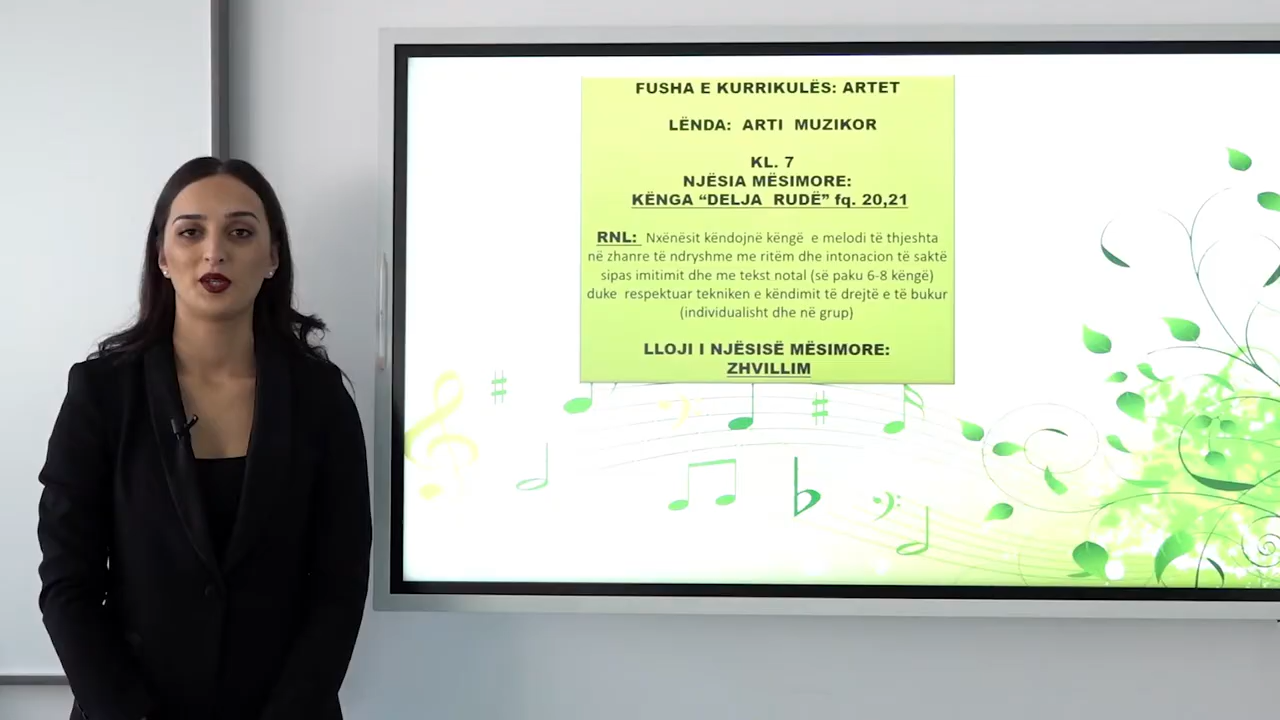 FUSHA E KURRIKULËS: ARTET
LËNDA: ARTI MUZIKOR
KL. 7
NJËSIA MËSIMORE:
KËNGA “DELJA RUDË” fq. 20,21
RNL: Nxënësit këndojnë këngë e melodi të thjeshta
në zhanre të ndryshme me ritëm dhe intonacion të saktë
sipas imitimit dhe me tekst notal (së paku 6-8 këngë)
duke respektuar tekniken e këndimit të drejtë e të bukur
(individualisht dhe në grup)
LLOJI I NJËSISË MËSIMORE:
ZHVILLIM